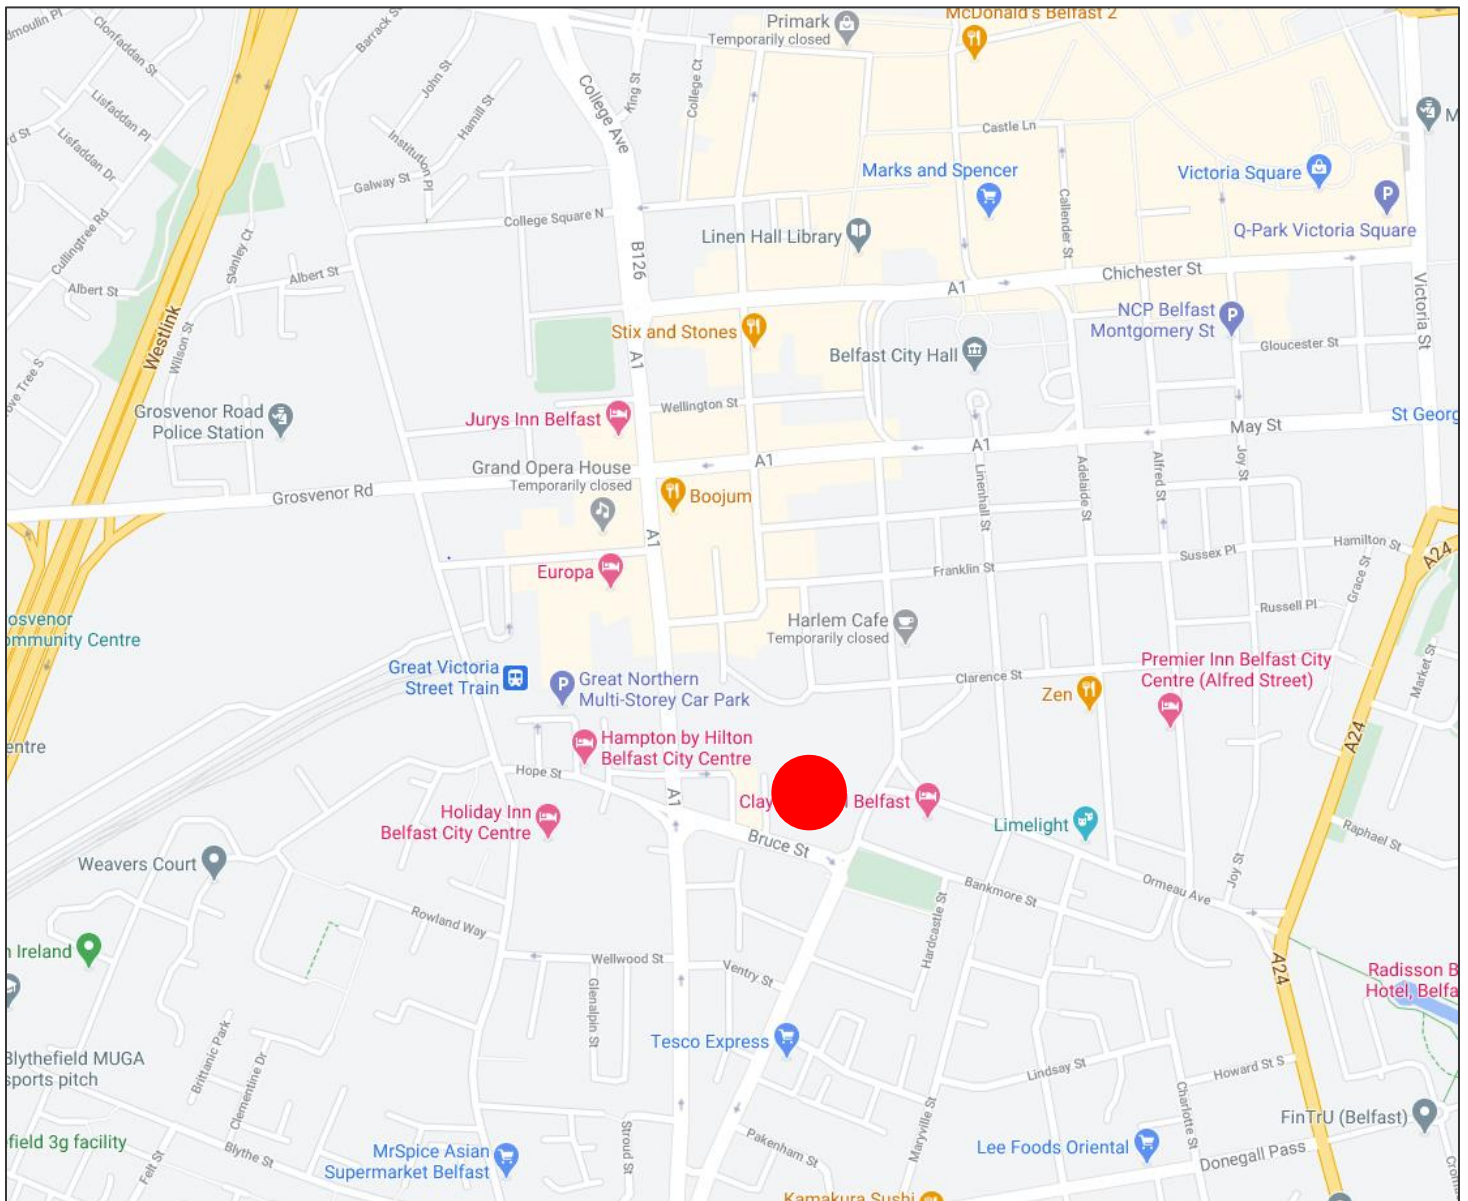 Primark
Temporarily closed
McDonald's Belfast 2
Clonfaddan St
Barrack S
John St
Hamill St
Institution Pl
College Ave
King St
College Ct
Castle Ln
Lisfaddan Pl
Lisfaddan Dr
rd St
Cullingtree Rd
Galway St
College Square N
Marks and Spencer
Callender St
Victoria Square
M
Q-Park Victoria Square
Linen Hall Library
B126
Stanley Ct
Albert St
Albert St
Westlink
Wilson St
A1
Chichester St
NCP Belfast
Montgomery St
Gloucester St
Victoria St
Stix and Stones
A1
Belfast City Hall
ove Tree S
Grosvenor Road
Police Station
Jurys Inn Belfast
Wellington St
St Georg
May St
A1
A1
Grand Opera House
Temporarily closed
Grosvenor Rd
Boojum
Linenhall St
Adelaide St
Alfred St
Joy St
A1
Europa
Franklin St
Sussex Pl
Hamilton St
A24
Grace St
Russell Pl
osvenor
ommunity Centre
Harlem Cafe
Temporarily closed
Great Victoria
Street Train
Great Northern
Multi-Storey Car Park
Clarence St
Zen
Premier Inn Belfast City
Centre (Alfred Street)
Market St
A24
entre
Hampton by Hilton
Belfast City Centre
Hope St
A1
Clay
l Belfast
Holiday Inn
Belfast City Centre
Limelight
Bruce St
Raphael St
Weavers Court
Bankmore St
Ormeau Ave
Joy St
Rowland Way
Hardcastle St
n Ireland
Wellwood St
Ventry St
A24
Radisson B
Hotel, Belfa
Glenalpin St
Tesco Express
Blythefield MUGA
sports pitch
Brittanic Park
Clementine Dr
Lindsay St
Howard St S
Charlotte St
Maryville St
FinTrU (Belfast)
field 3g facility
Blythe St
Felt St
MrSpice Asian
Supermarket Belfast
Stroud St
Pakenham St
Lee Foods Oriental
Donegall Pass
Crom
Kamakura Sushi